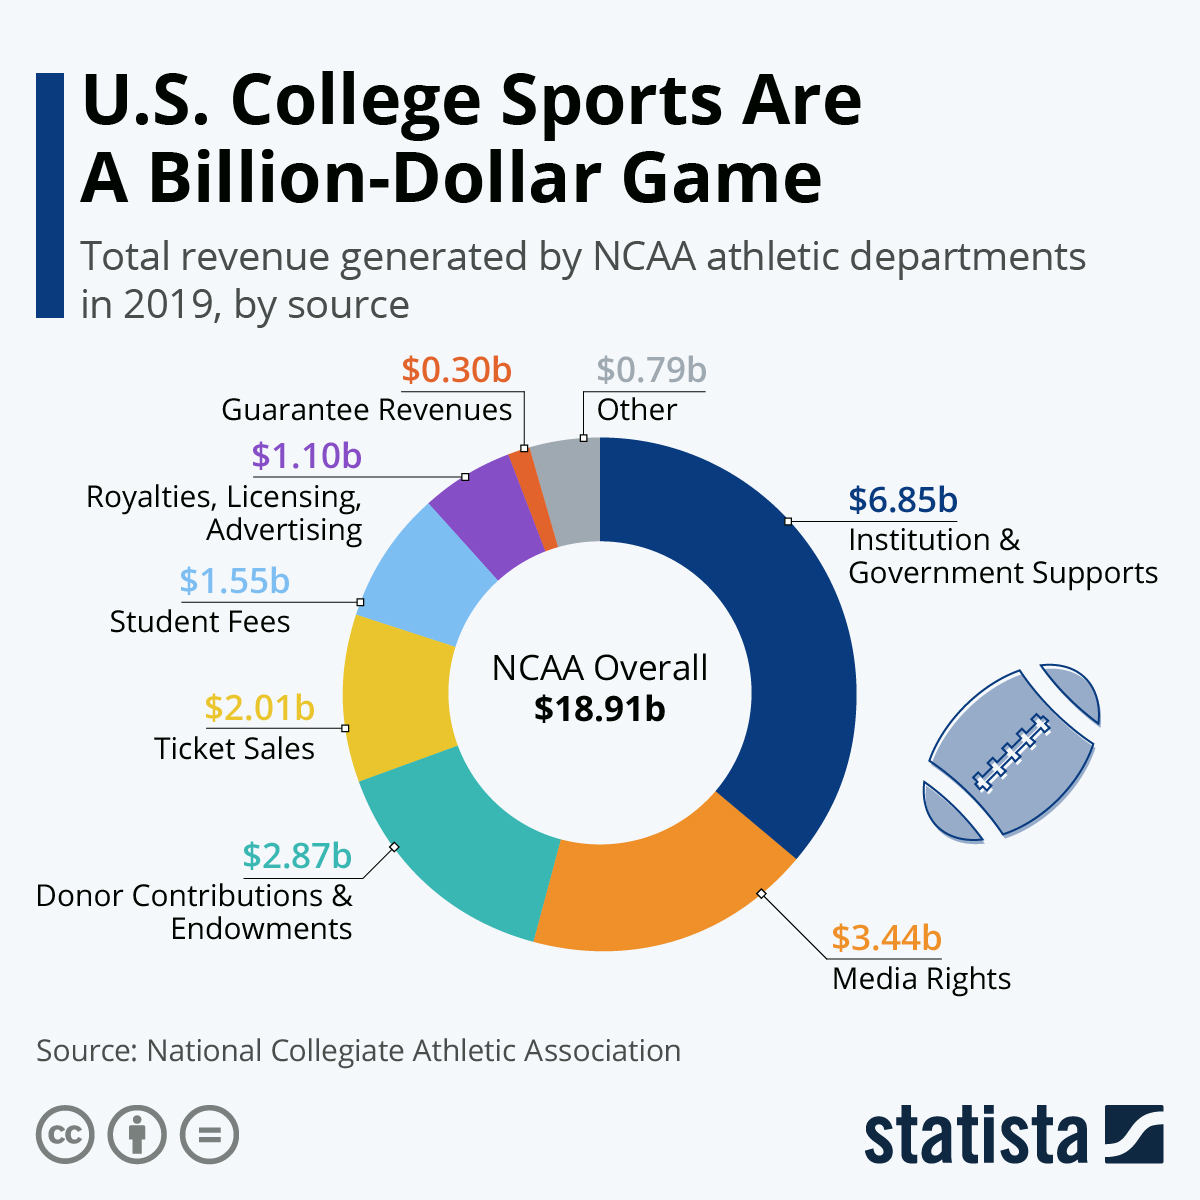 U.S. College Sports Are
A Billion-Dollar Game
Total revenue generated by NCAA athletic departments
in 2019, by source
$0.30b
Guarantee Revenues
$0.79b
Other
$1.10b
Royalties, Licensing,
Advertising
$6.85b
Institution &
Government Supports
$1.55b
Student Fees
NCAA Overall
$18.91b
$2.01b
Ticket Sales
$2.87b
Donor Contributions &
Endowments
$3.44b
Media Rights
Source: National Collegiate Athletic Association
cc
=
statista